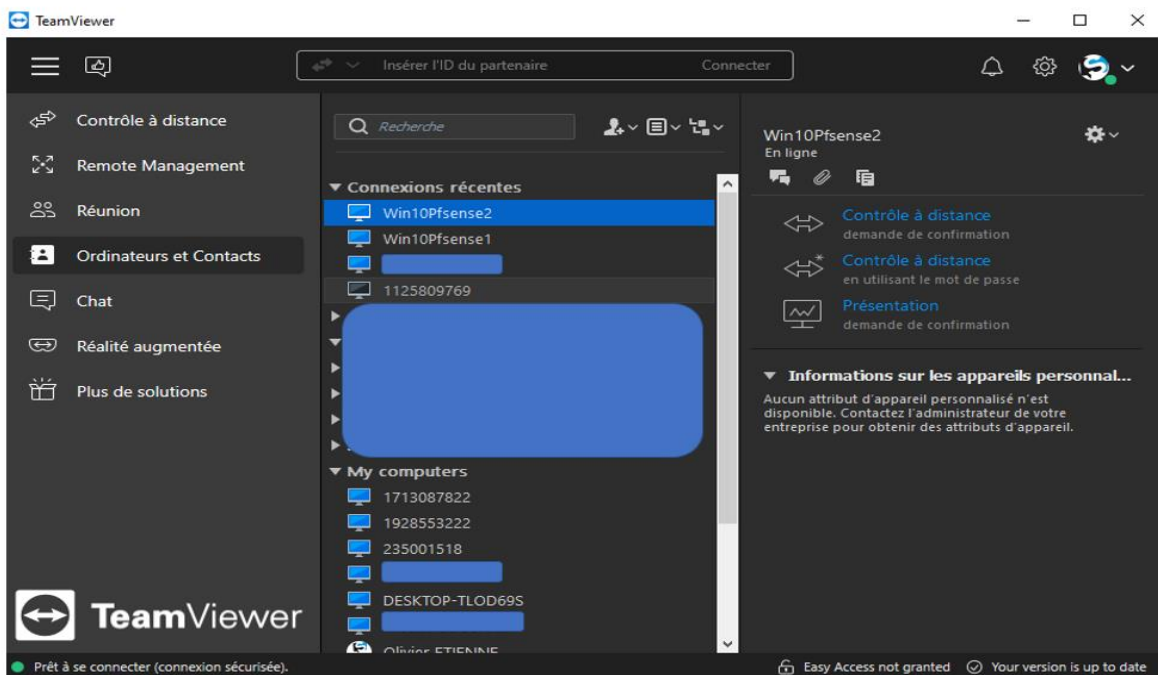 TeamViewer
Insérer l'ID du partenaire
Connecter
Contrôle à distance
Remote Management
Réunion
Ordinateurs et Contacts
Chat
Réalité augmentée
Plus de solutions
TeamViewer
Recherche
Connexions récentes
Win10Pfsense2
Win10Pfsense1
1125809769
My computers
1713087822
1928553222
235001518
DESKTOP-TLOD69S
Olivier ETIENNE
Win10Pfsense2
En ligne
Contrôle à distance
demande de confirmation
Contrôle à distance
en utilisant le mot de passe
Présentation
demande de confirmation
Informations sur les appareils personnal...
Aucun attribut d'appareil personnalisé n'est
disponible. Contactez l'administrateur de votre
entreprise pour obtenir des attributs d'appareil.
Prêt à se connecter (connexion sécurisée).
Easy Access not granted
Your version is up to date